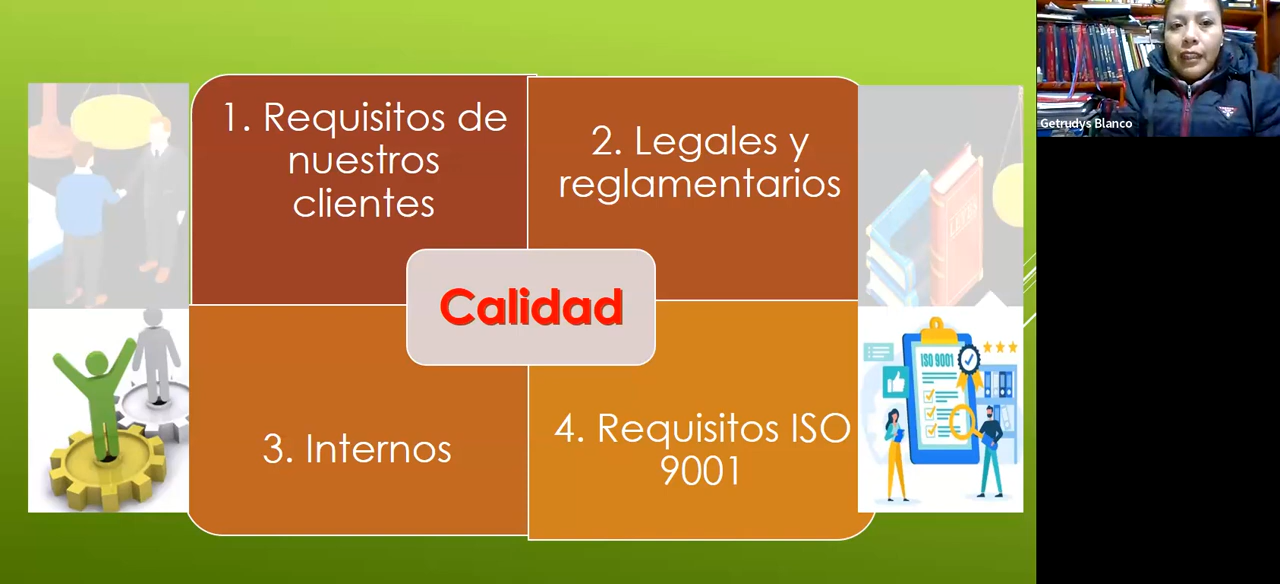 1. Requisitos de
nuestros
clientes
2. Legales y
reglamentarios
Calidad
3. Internos
4. Requisitos ISO
9001
LEYES
ISO 9001
Getrudys Blanco